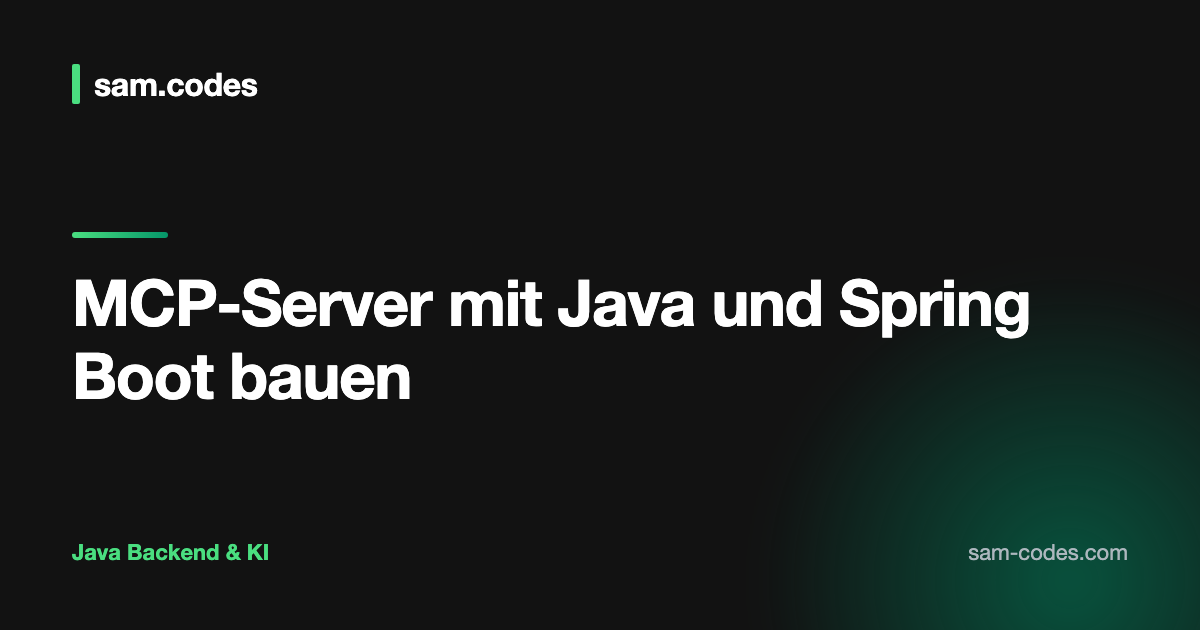 sam.codes
MCP-Server mit Java und Spring
Boot bauen
Java Backend & KI
sam-codes.com